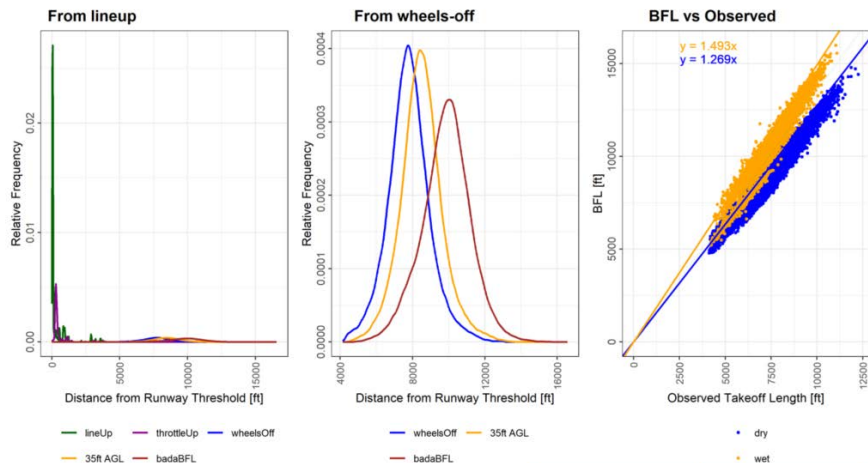 From lineup
Relative Frequency
0.02
0.01
0.00
0
5000
10000
15000
Distance from Runway Threshold [ft]
lineUp
throttleUp
wheelsOff
35ft AGL
badaBFL
From wheels-off
Relative Frequency
0.0004
0.0003
0.0002
0.0001
0.0000
4000
8000
12000
16000
Distance from Runway Threshold [ft]
wheelsOff
35ft AGL
badaBFL
BFL vs Observed
y = 1.493x
y = 1.269x
BFL [ft]
15000
10000
5000
0
0
2500
5000
7500
10000
12500
Observed Takeoff Length [ft]
dry
wet